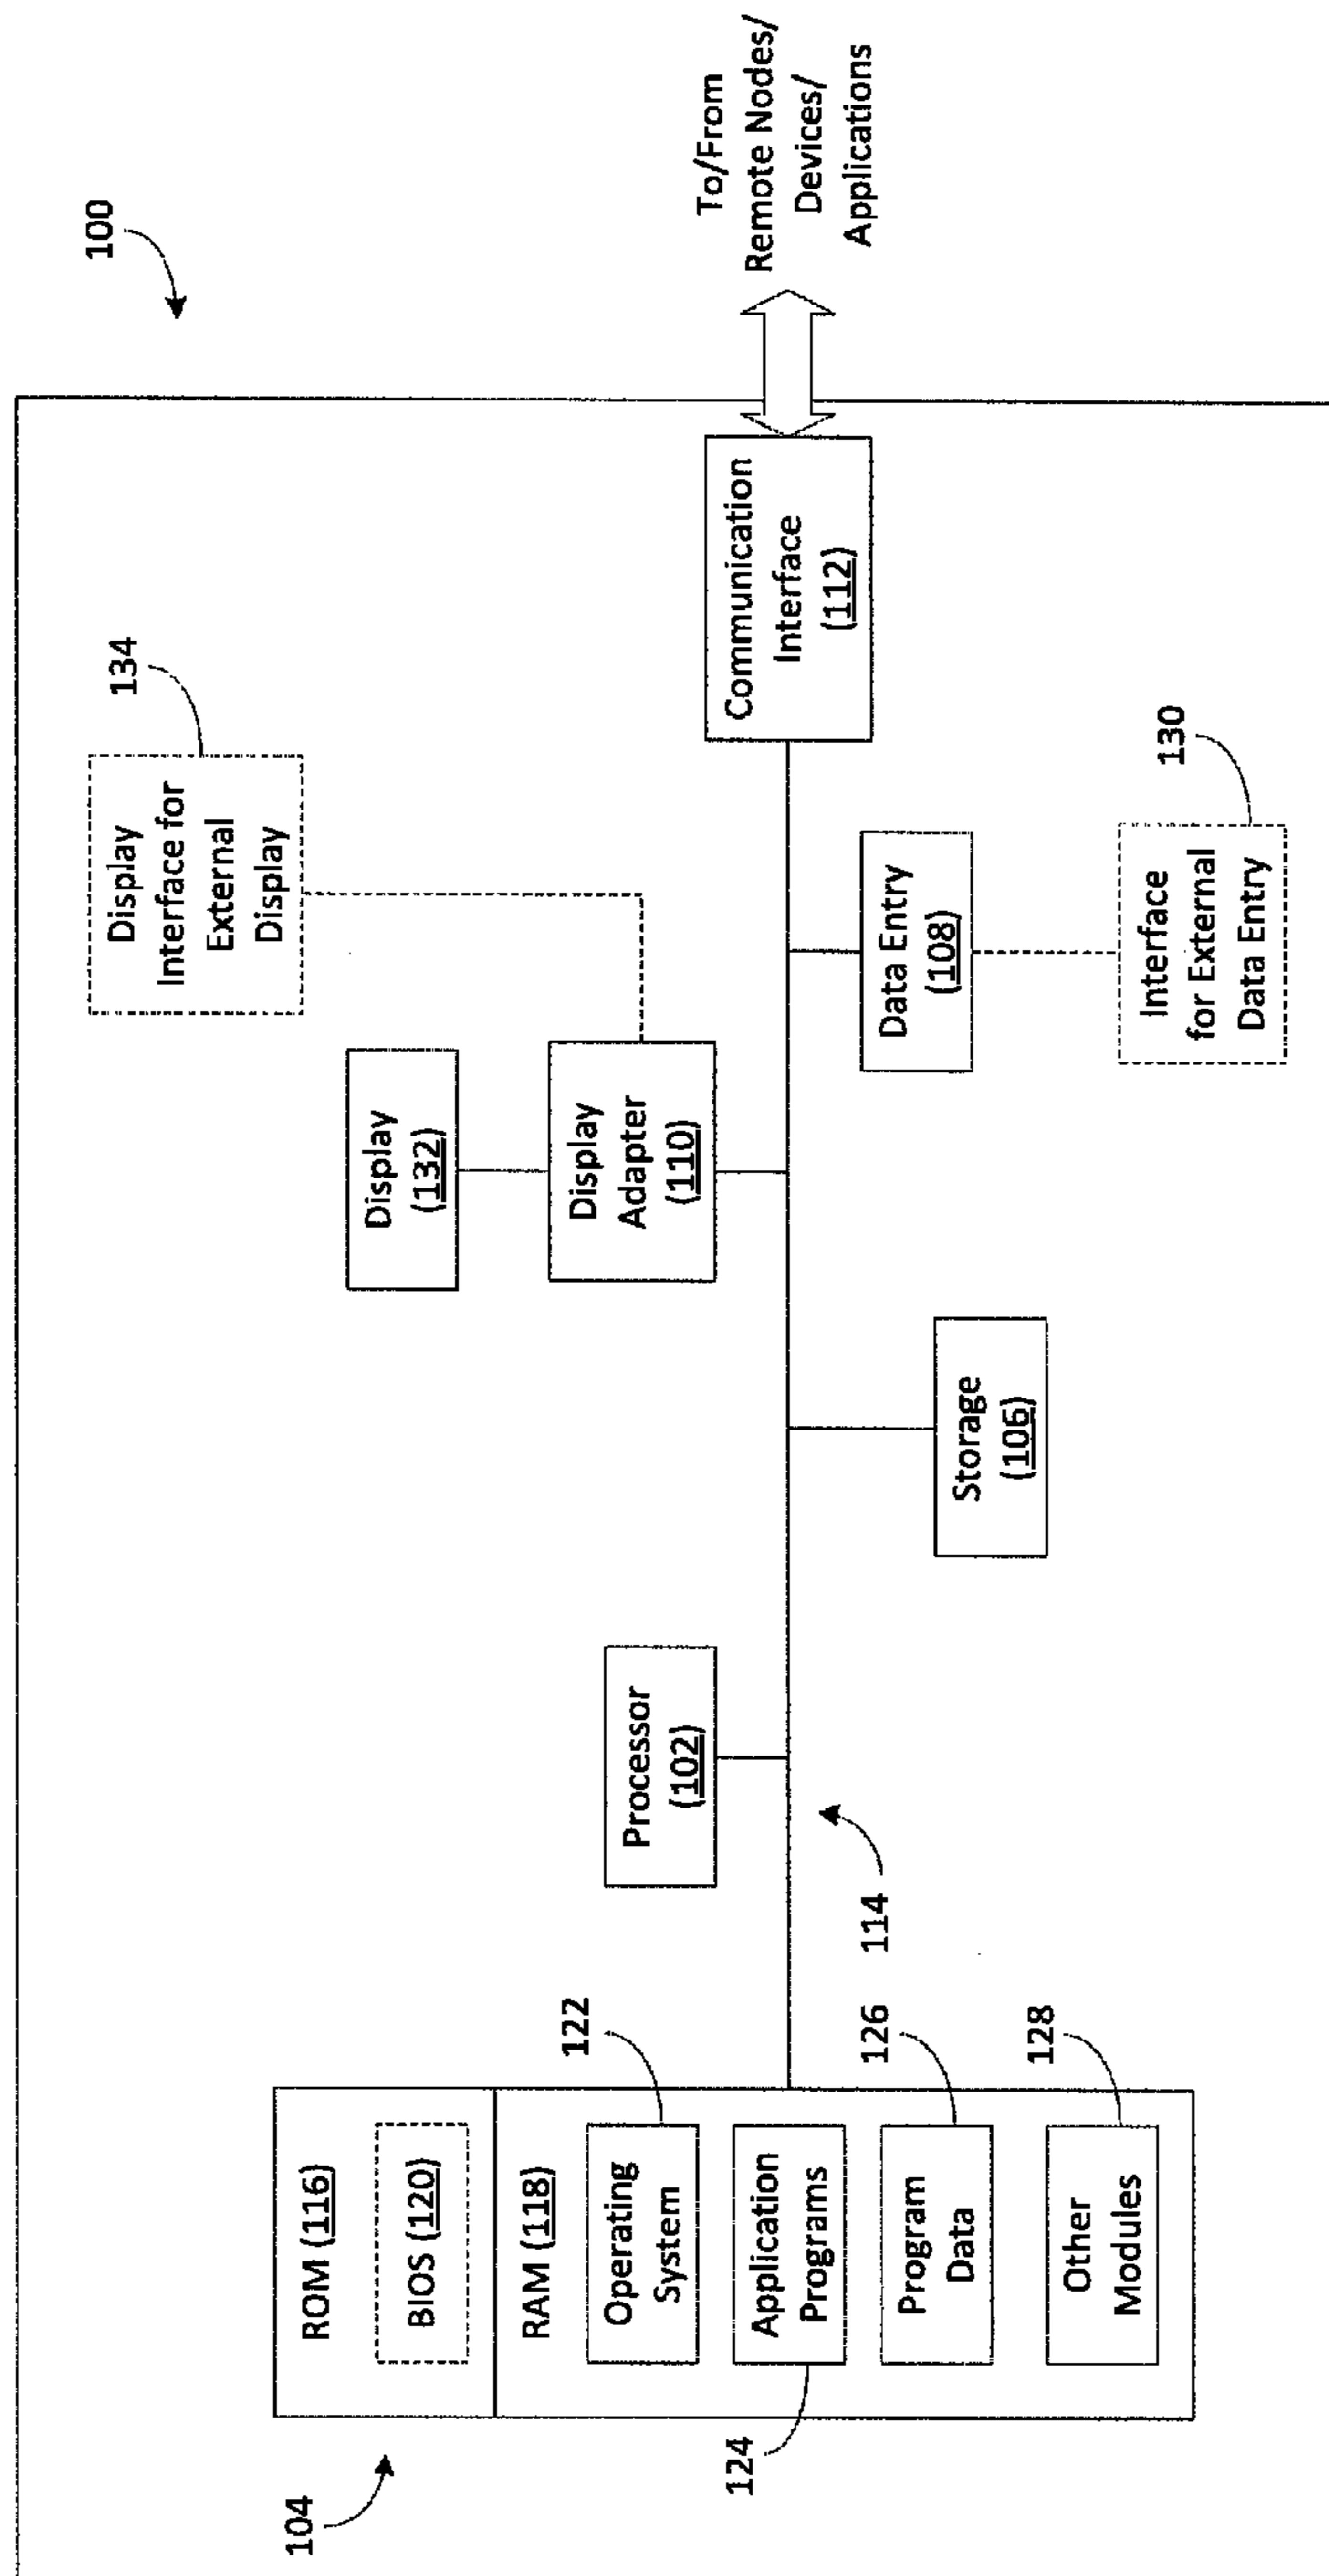 100
To/From
Remote Nodes/
Devices/
Applications
134
Display
Interface for
External
Display
Display
(132)
Display
Adapter
(110)
Communication
Interface
(112)
Data Entry
(108)
130
Interface
for External
Data Entry
Storage
(106)
Processor
(102)
114
104
ROM (116)
BIOS (120)
RAM (118)
122
Operating
System
Application
Programs
124
126
Program
Data
128
Other
Modules